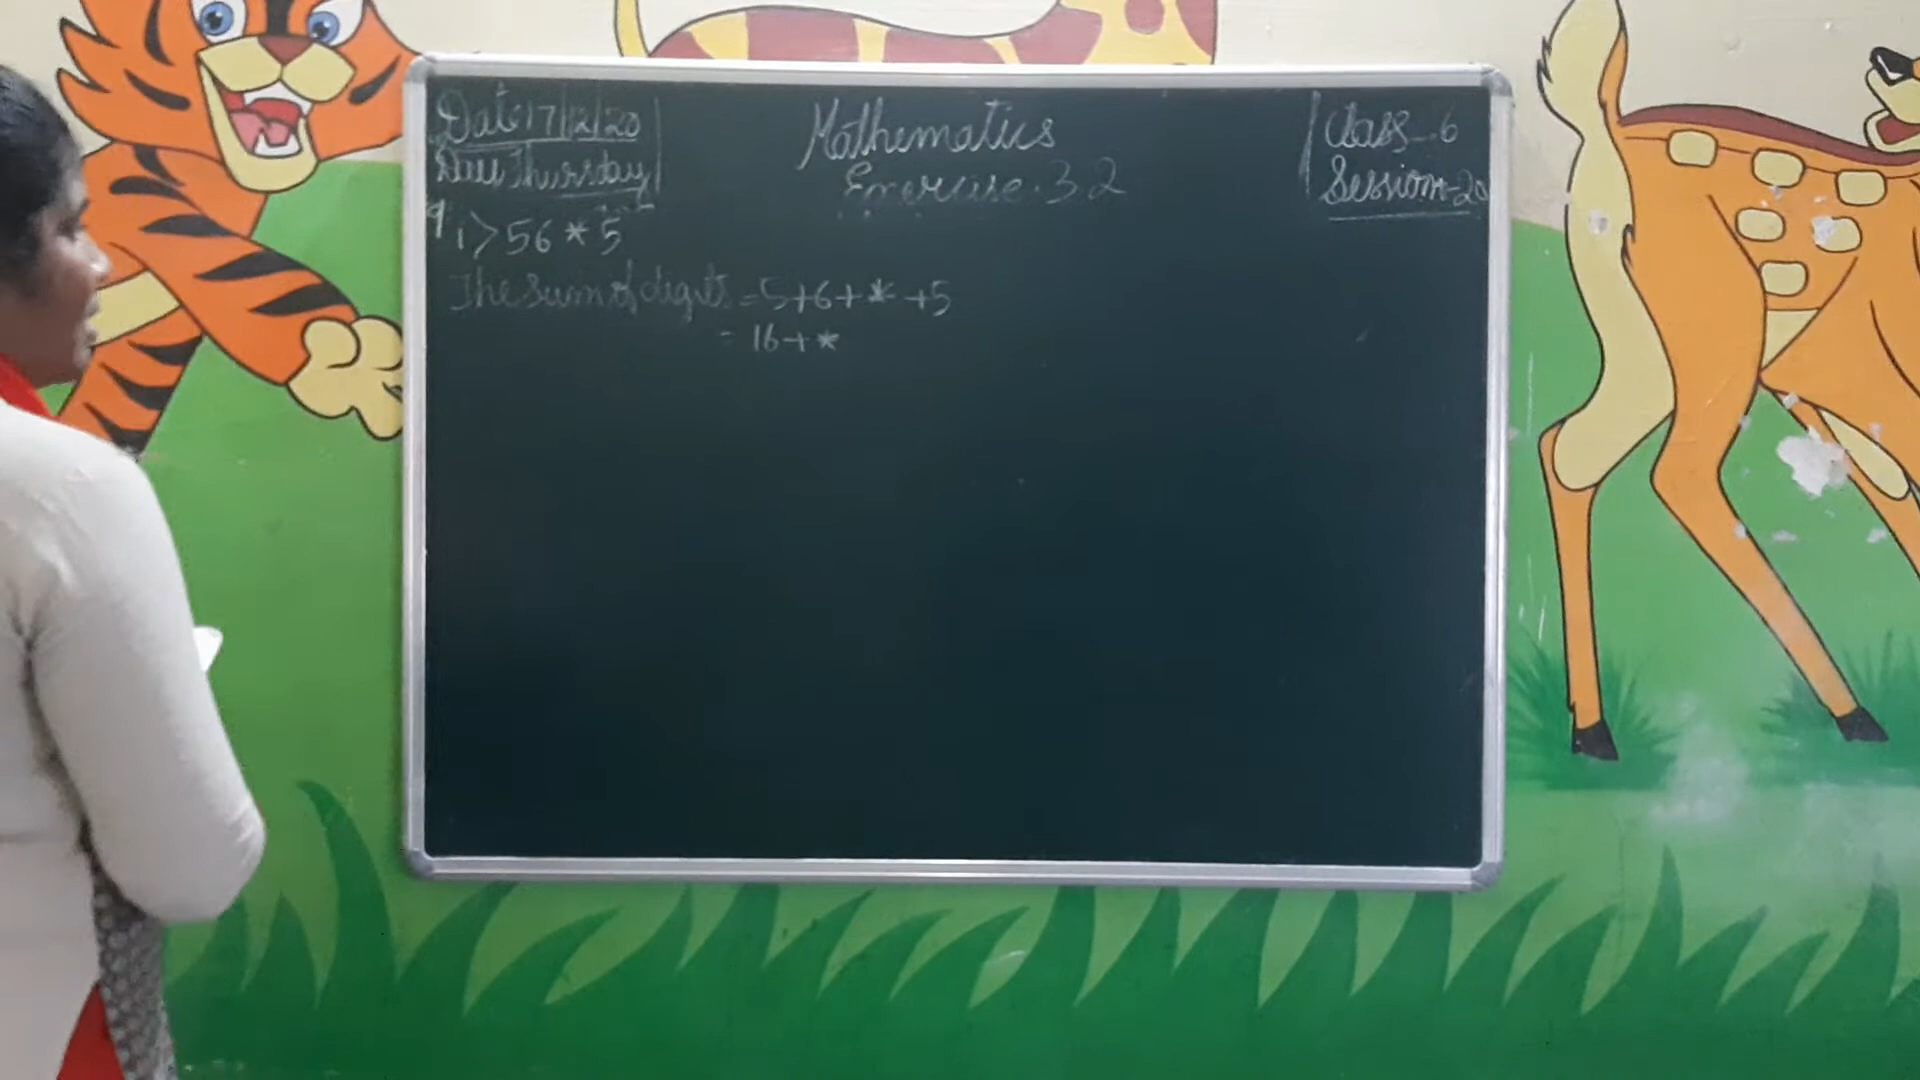 Date 17/12/20
Day Thursday
Mathematics
Exercise. 3.2
Class - 6
Session - 20
9
i> 56 * 5
The sum of digits = 5+6+ * +5
= 16 + *